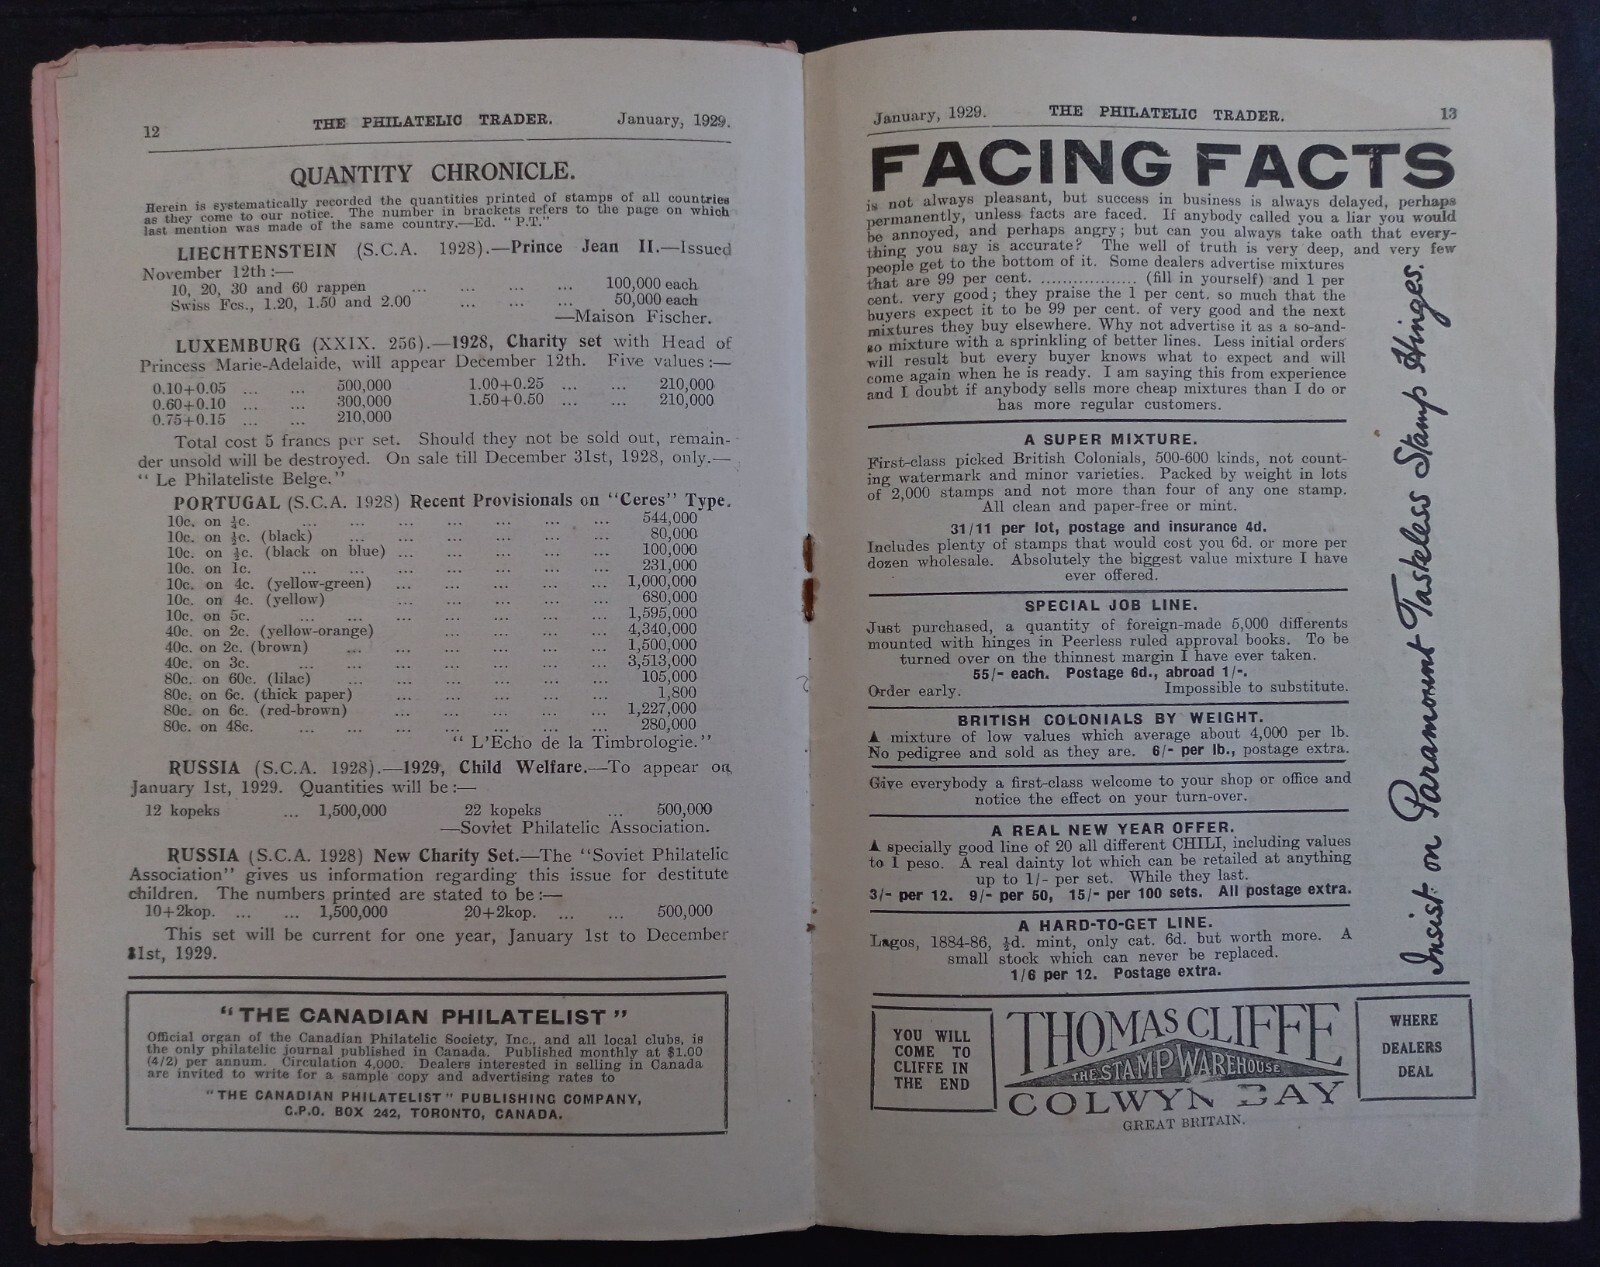 12 THE PHILATELIC TRADER. January, 1929.
QUANTITY CHRONICLE.
Herein is systematically recorded the quantities printed of stamps of all countries
as they come to our notice. The number in brackets refers to the page on which
last mention was made of the same country.—Ed. "P.T."
LIECHTENSTEIN (S.C.A. 1928).—Prince Jean II.—Issued
November 12th:—
10, 20, 30 and 60 rappen ... ... ... ... 100,000 each
Swiss Fcs., 1.20, 1.50 and 2.00 ... ... ... 50,000 each
—Maison Fischer.
LUXEMBURG (XXIX. 256).—1928, Charity set with Head of
Princess Marie-Adelaide, will appear December 12th. Five values:—
0.10+0.05 ... ... 500,000 1.00+0.25 ... ... 210,000
0.60+0.10 ... ... 300,000 1.50+0.50 ... ... 210,000
0.75+0.15 ... ... 210,000
Total cost 5 francs per set. Should they not be sold out, remain-
der unsold will be destroyed. On sale till December 31st, 1928, only.—
"Le Philateliste Belge."
PORTUGAL (S.C.A. 1928) Recent Provisionals on "Ceres" Type.
10c. on ¼c. ... ... ... ... ... ... ... 544,000
10c. on ½c. (black) ... ... ... ... ... ... 80,000
10c. on ½c. (black on blue) ... ... ... ... ... 100,000
10c. on 1c. ... ... ... ... ... ... ... 231,000
10c. on 4c. (yellow-green) ... ... ... ... ... 1,000,000
10c. on 4c. (yellow) ... ... ... ... ... 680,000
10c. on 5c. ... ... ... ... ... ... ... 1,595,000
40c. on 2c. (yellow-orange) ... ... ... ... 4,340,000
40c. on 2c. (brown) ... ... ... ... ... ... 1,500,000
40c. on 3c. ... ... ... ... ... ... ... 3,513,000
80c. on 60c. (lilac) ... ... ... ... ... ... 105,000
80c. on 6c. (thick paper) ... ... ... ... ... 1,800
80c. on 6c. (red-brown) ... ... ... ... ... 1,227,000
80c. on 48c. ... ... ... ... ... ... ... 280,000
"L'Echo de la Timbrologie."
RUSSIA (S.C.A. 1928).—1929, Child Welfare.—To appear on
January 1st, 1929. Quantities will be:—
12 kopeks ... 1,500,000 22 kopeks ... 500,000
—Soviet Philatelic Association.
RUSSIA (S.C.A. 1928) New Charity Set.—The "Soviet Philatelic
Association" gives us information regarding this issue for destitute
children. The numbers printed are stated to be:—
10+2kop. ... ... 1,500,000 20+2kop. ... ... 500,000
This set will be current for one year, January 1st to December
31st, 1929.
"THE CANADIAN PHILATELIST"
Official organ of the Canadian Philatelic Society, Inc., and all local clubs, is
the only philatelic journal published in Canada. Published monthly at $1.00
(4/2) per annum. Circulation 4,000. Dealers interested in selling in Canada
are invited to write for a sample copy and advertising rates to
"THE CANADIAN PHILATELIST" PUBLISHING COMPANY,
G.P.O. BOX 242, TORONTO, CANADA.
January, 1929. THE PHILATELIC TRADER. 13
FACING FACTS
is not always pleasant, but success in business is always delayed, perhaps
permanently, unless facts are faced. If anybody called you a liar you would
be annoyed, and perhaps angry; but can you always take oath that every-
thing you say is accurate? The well of truth is very deep, and very few
people get to the bottom of it. Some dealers advertise mixtures
that are 99 per cent. .................. (fill in yourself) and 1 per
cent. very good; they praise the 1 per cent. so much that the
buyers expect it to be 99 per cent. of very good and the next
mixtures they buy elsewhere. Why not advertise it as a so-and-
so mixture with a sprinkling of better lines. Less initial orders
will result but every buyer knows what to expect and will
come again when he is ready. I am saying this from experience
and I doubt if anybody sells more cheap mixtures than I do or
has more regular customers.
A SUPER MIXTURE.
First-class picked British Colonials, 500-600 kinds, not count-
ing watermark and minor varieties. Packed by weight in lots
of 2,000 stamps and not more than four of any one stamp.
All clean and paper-free or mint.
31/11 per lot, postage and insurance 4d.
Includes plenty of stamps that would cost you 6d. or more per
dozen wholesale. Absolutely the biggest value mixture I have
ever offered.
SPECIAL JOB LINE.
Just purchased, a quantity of foreign-made 5,000 differents
mounted with hinges in Peerless ruled approval books. To be
turned over on the thinnest margin I have ever taken.
55/- each. Postage 6d., abroad 1/-.
Order early. Impossible to substitute.
BRITISH COLONIALS BY WEIGHT.
A mixture of low values which average about 4,000 per lb.
No pedigree and sold as they are. 6/- per lb., postage extra.
Give everybody a first-class welcome to your shop or office and
notice the effect on your turn-over.
A REAL NEW YEAR OFFER.
A specially good line of 20 all different CHILI, including values
to 1 peso. A real dainty lot which can be retailed at anything
up to 1/- per set. While they last.
3/- per 12. 9/- per 50, 15/- per 100 sets. All postage extra.
A HARD-TO-GET LINE.
Lagos, 1884-86, ½d. mint, only cat. 6d. but worth more. A
small stock which can never be replaced.
1/6 per 12. Postage extra.
Insist on Paramount Tasteless Stamp Hinges.
YOU WILL
COME TO
CLIFFE IN
THE END
THOMAS CLIFFE
THE STAMP WAREHOUSE
COLWYN BAY
GREAT BRITAIN.
WHERE
DEALERS
DEAL